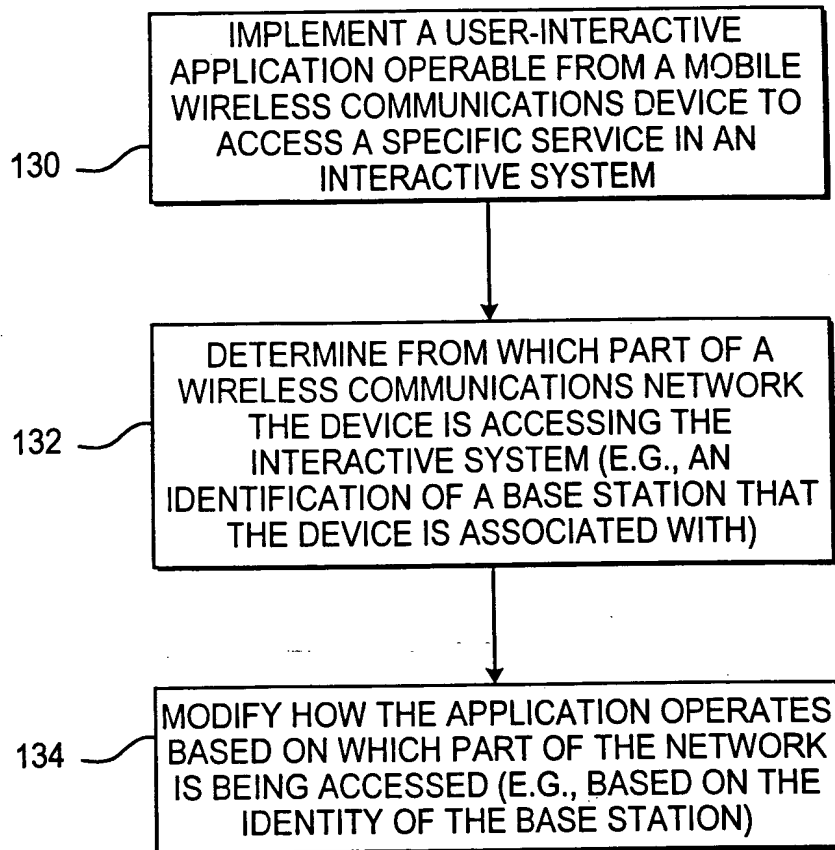 IMPLEMENT A USER-INTERACTIVE
APPLICATION OPERABLE FROM A MOBILE
WIRELESS COMMUNICATIONS DEVICE TO
ACCESS A SPECIFIC SERVICE IN AN
INTERACTIVE SYSTEM
130
DETERMINE FROM WHICH PART OF A
WIRELESS COMMUNICATIONS NETWORK
THE DEVICE IS ACCESSING THE
INTERACTIVE SYSTEM (E.G., AN
IDENTIFICATION OF A BASE STATION THAT
THE DEVICE IS ASSOCIATED WITH)
132
MODIFY HOW THE APPLICATION OPERATES
BASED ON WHICH PART OF THE NETWORK
IS BEING ACCESSED (E.G., BASED ON THE
IDENTITY OF THE BASE STATION)
134